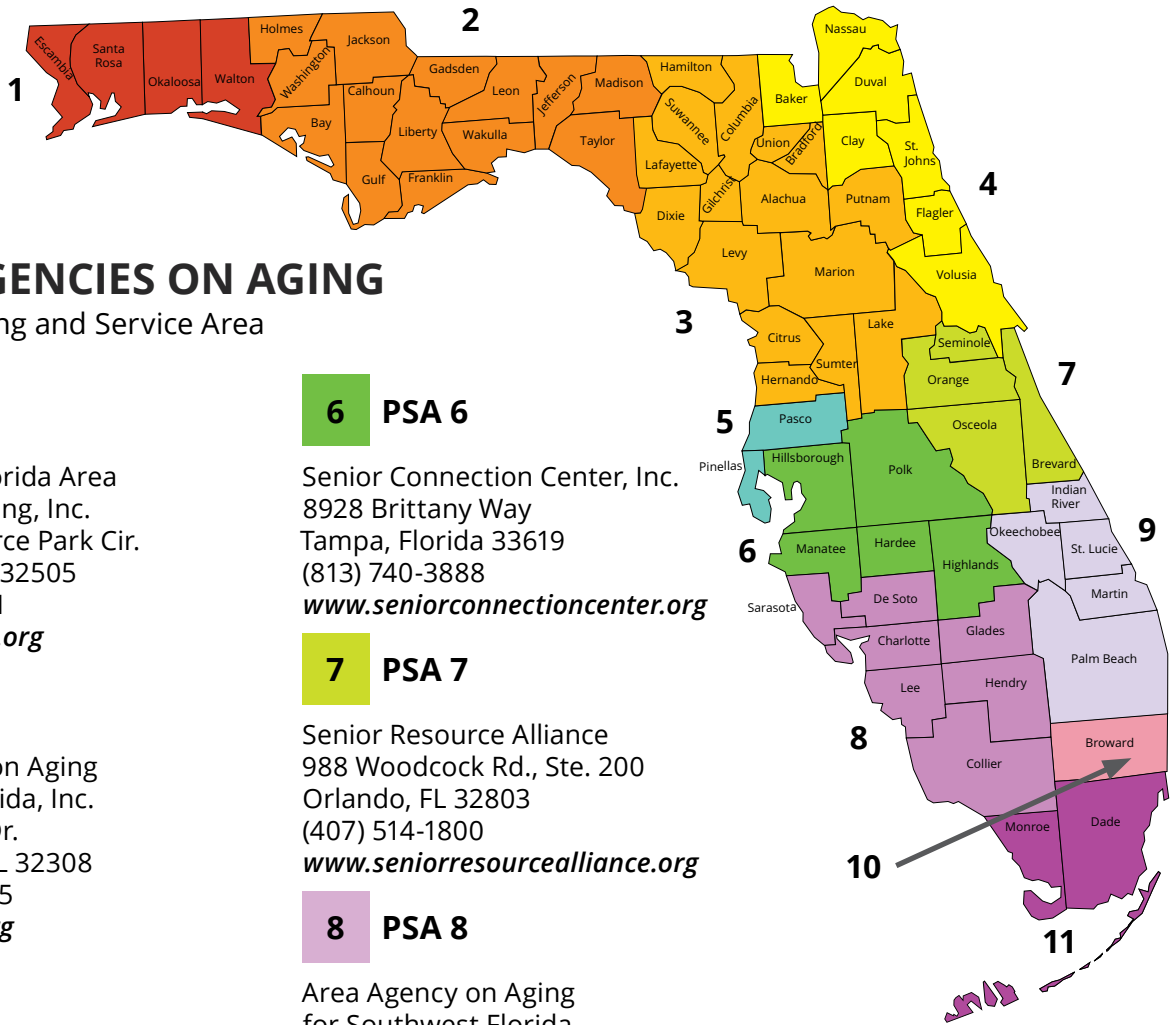 2
Holmes
Jackson
Nassau
Escambia
Santa
Rosa
Okaloosa
Walton
Washington
Gadsden
Leon
Jefferson
Madison
Hamilton
1
Calhoun
Bay
Liberty
Wakulla
Taylor
Suwannee
Columbia
Baker
Duval
Union
Bradford
Clay
St.
Johns
Gulf
Franklin
Lafayette
Dixie
Gilchrist
Alachua
Putnam
Flagler
4
Levy
Marion
Volusia
GENCIES ON AGING
ng and Service Area
3
Citrus
Sumter
Lake
Hernando
Seminole
Orange
7
5
Pasco
Pinellas
Hillsborough
Polk
Osceola
Brevard
Indian
River
Okeechobee
St. Lucie
9
6
Manatee
Hardee
Highlands
Martin
Sarasota
De Soto
Charlotte
Glades
Palm Beach
Lee
Hendry
8
Collier
Broward
Monroe
Dade
10
11
orida Area
ng, Inc.
rce Park Cir.
32505
.org
on Aging
ida, Inc.
r.
L 32308
5
g
6 PSA 6
Senior Connection Center, Inc.
8928 Brittany Way
Tampa, Florida 33619
(813) 740-3888
www.seniorconnectioncenter.org
7 PSA 7
Senior Resource Alliance
988 Woodcock Rd., Ste. 200
Orlando, FL 32803
(407) 514-1800
www.seniorresourcealliance.org
8 PSA 8
Area Agency on Aging
for Southwest Florida